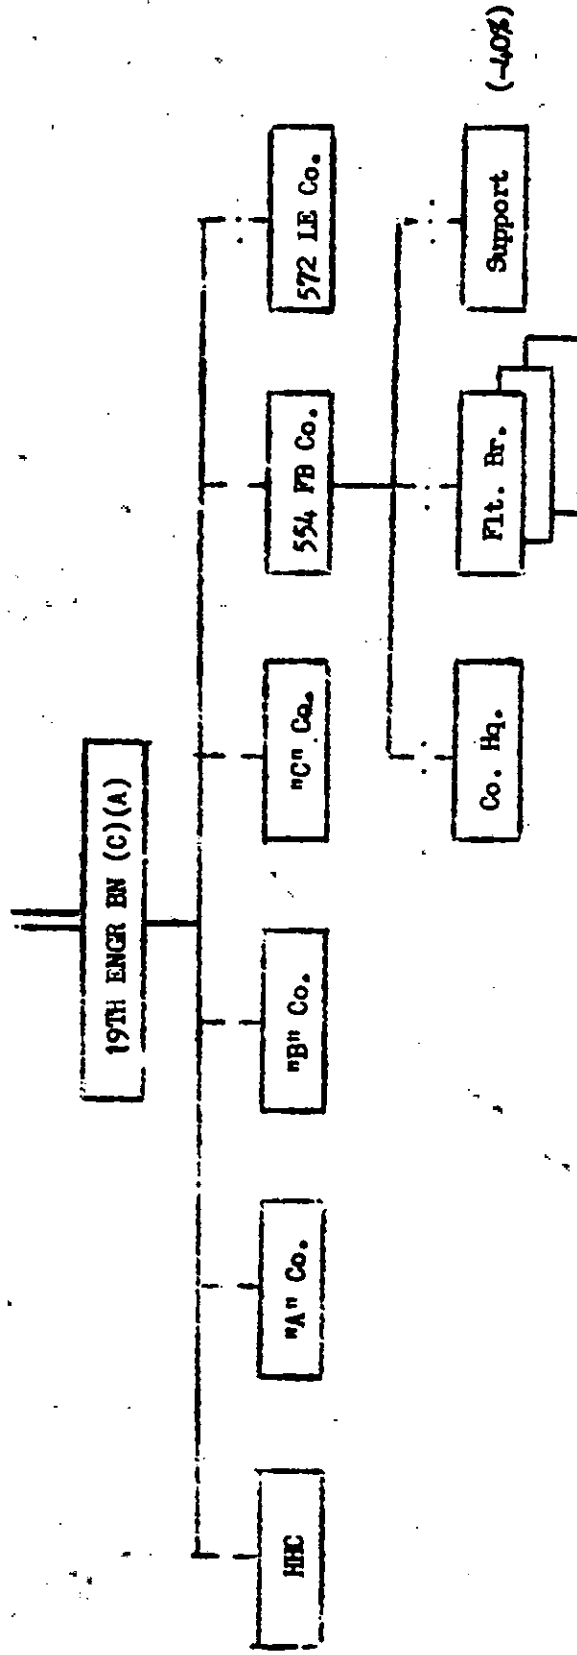 19TH ENGR BN (C)(A)
HHC
"A" Co.
"B" Co.
"C" Co.
554 FB Co.
572 LE Co.
Co. Hq.
Flt. Br.
Support
(-40%)